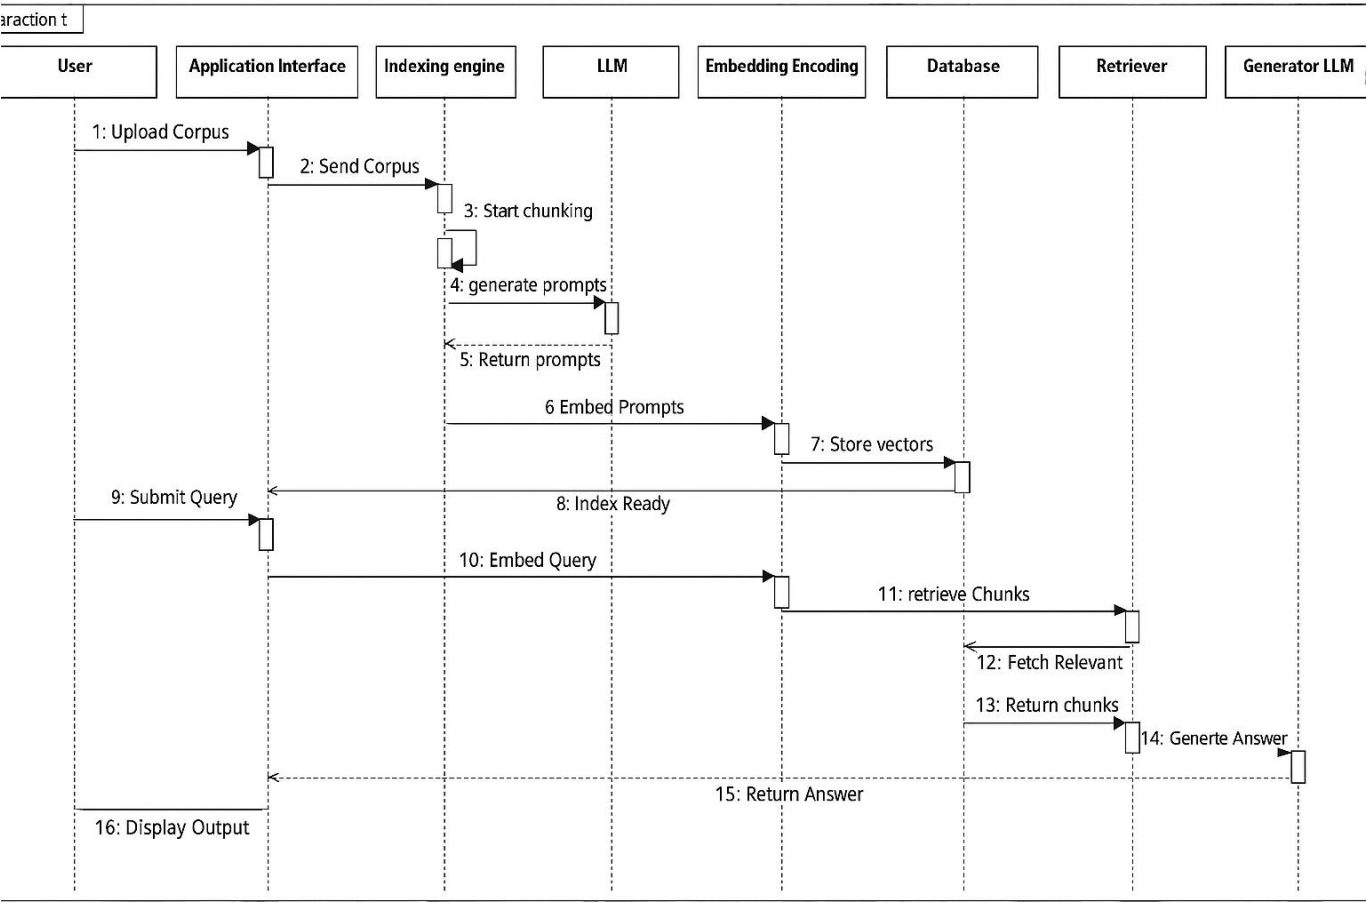 araction t
User
Application Interface
Indexing engine
LLM
Embedding Encoding
Database
Retriever
Generator LLM
1: Upload Corpus
2: Send Corpus
3: Start chunking
4: generate prompts
5: Return prompts
6 Embed Prompts
7: Store vectors
8: Index Ready
9: Submit Query
10: Embed Query
11: retrieve Chunks
12: Fetch Relevant
13: Return chunks
14: Generte Answer
15: Return Answer
16: Display Output